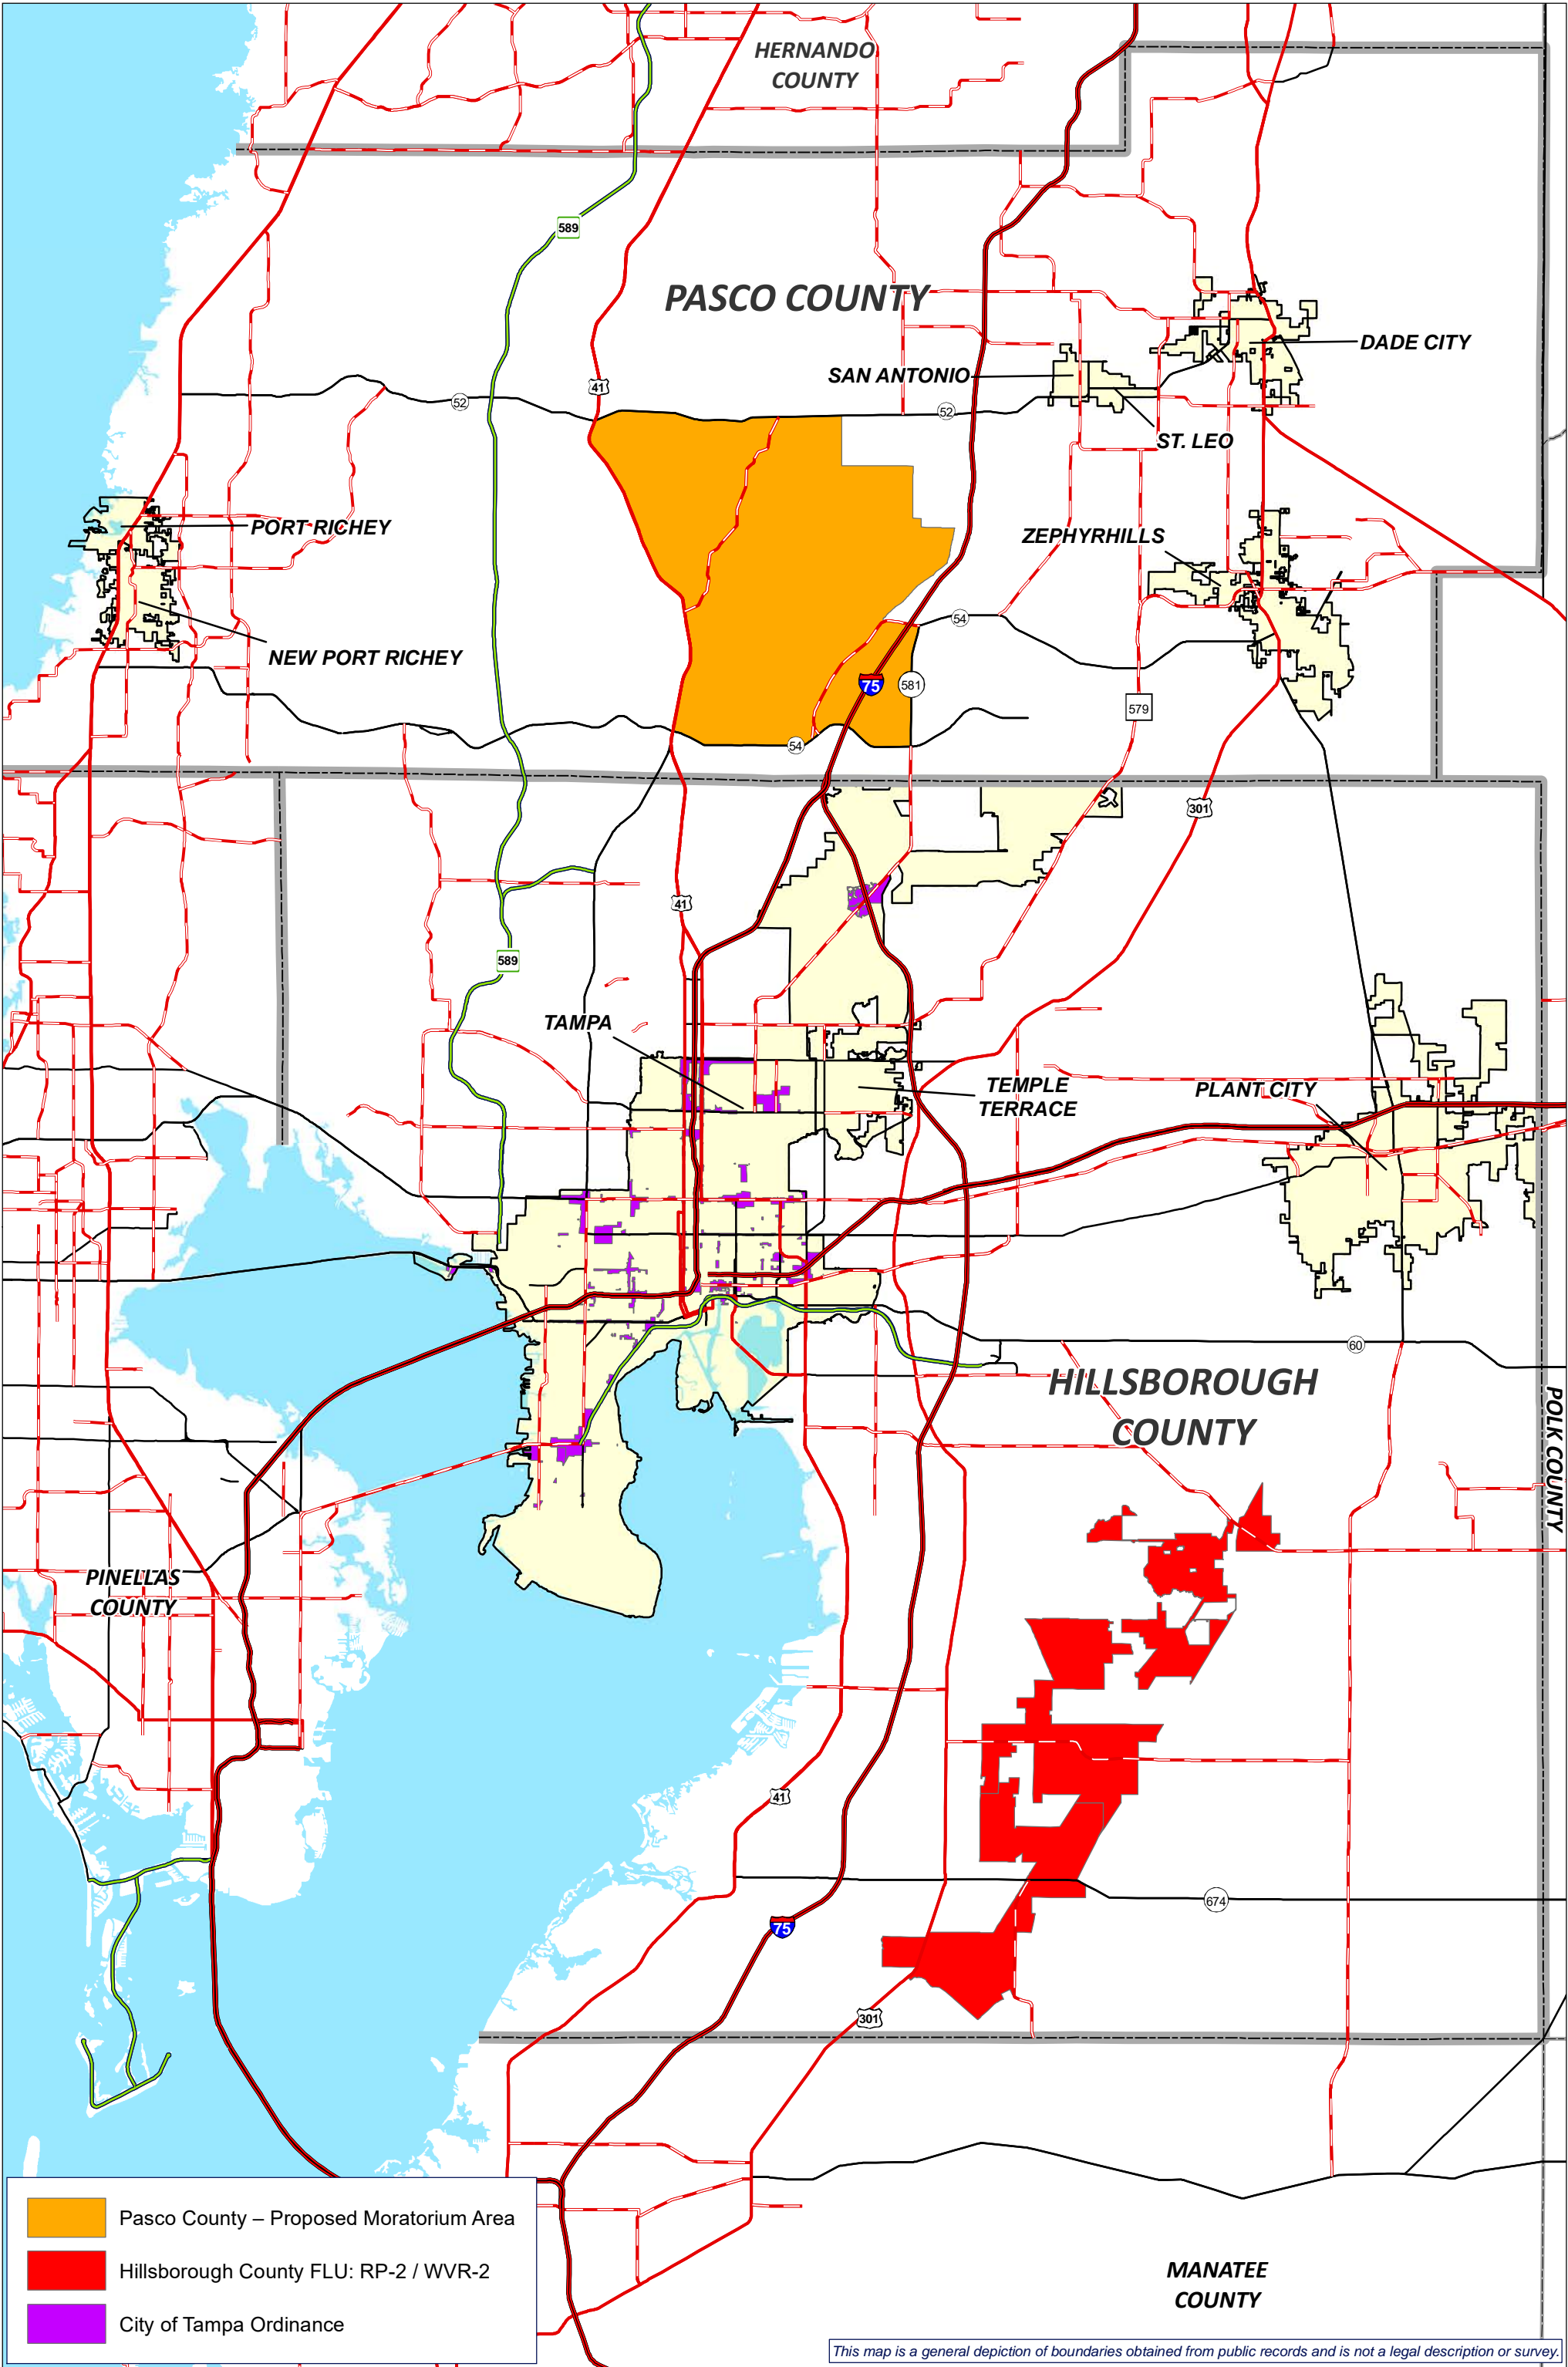 HERNANDO
COUNTY
589
PASCO COUNTY
DADE CITY
SAN ANTONIO
41
52
52
ST. LEO
PORT RICHEY
ZEPHYRHILLS
54
NEW PORT RICHEY
75
581
579
54
301
41
589
TAMPA
TEMPLE
TERRACE
PLANT CITY
60
HILLSBOROUGH
COUNTY
POLK COUNTY
PINELLAS
COUNTY
41
674
75
301
Pasco County – Proposed Moratorium Area
Hillsborough County FLU: RP-2 / WVR-2
City of Tampa Ordinance
MANATEE
COUNTY
This map is a general depiction of boundaries obtained from public records and is not a legal description or survey.